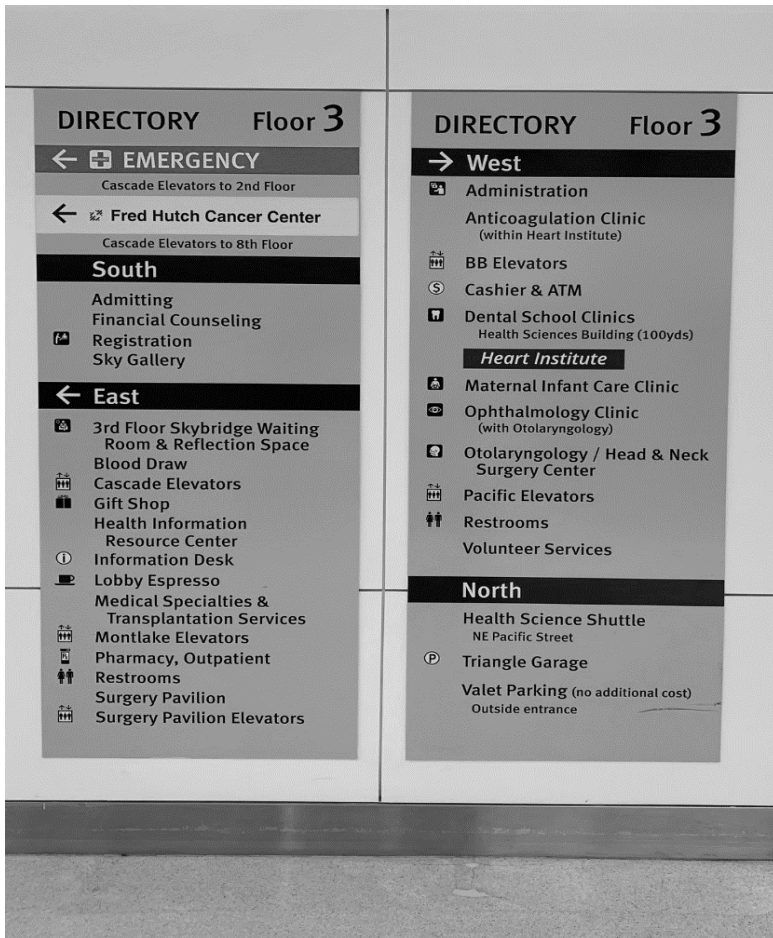 DIRECTORY Floor 3
← EMERGENCY
Cascade Elevators to 2nd Floor
← Fred Hutch Cancer Center
Cascade Elevators to 8th Floor
South
Admitting
Financial Counseling
Registration
Sky Gallery
← East
3rd Floor Skybridge Waiting
Room & Reflection Space
Blood Draw
Cascade Elevators
Gift Shop
Health Information
Resource Center
Information Desk
Lobby Espresso
Medical Specialties &
Transplantation Services
Montlake Elevators
Pharmacy, Outpatient
Restrooms
Surgery Pavilion
Surgery Pavilion Elevators
DIRECTORY Floor 3
→ West
Administration
Anticoagulation Clinic
(within Heart Institute)
BB Elevators
Cashier & ATM
Dental School Clinics
Health Sciences Building (100yds)
Heart Institute
Maternal Infant Care Clinic
Ophthalmology Clinic
(with Otolaryngology)
Otolaryngology / Head & Neck
Surgery Center
Pacific Elevators
Restrooms
Volunteer Services
North
Health Science Shuttle
NE Pacific Street
Triangle Garage
Valet Parking (no additional cost)
Outside entrance